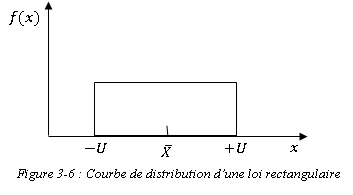 f(x)
−U X̄ +U x
Figure 3-6 : Courbe de distribution d'une loi rectangulaire